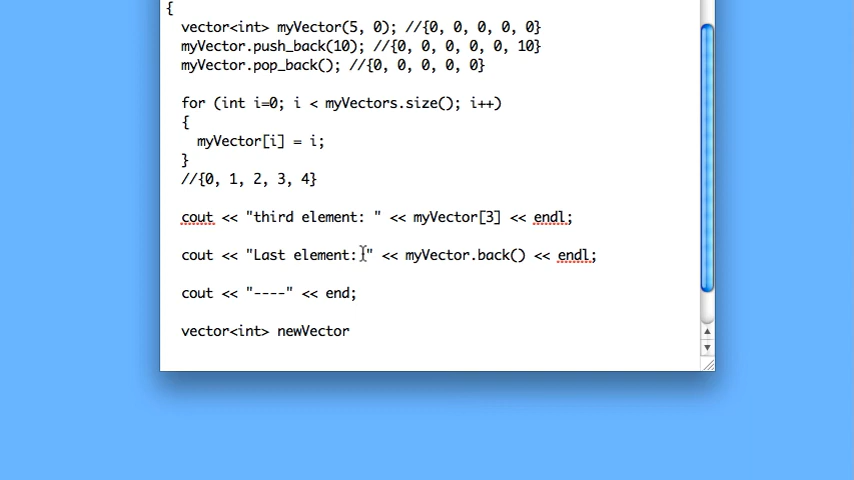 {
vector<int> myVector(5, 0); //{0, 0, 0, 0, 0}
myVector.push_back(10); //{0, 0, 0, 0, 0, 10}
myVector.pop_back(); //{0, 0, 0, 0, 0}
for (int i=0; i < myVectors.size(); i++)
{
myVector[i] = i;
}
//{0, 1, 2, 3, 4}
cout << "third element: " << myVector[3] << endl;
cout << "Last element: " << myVector.back() << endl;
cout << "----" << end;
vector<int> newVector